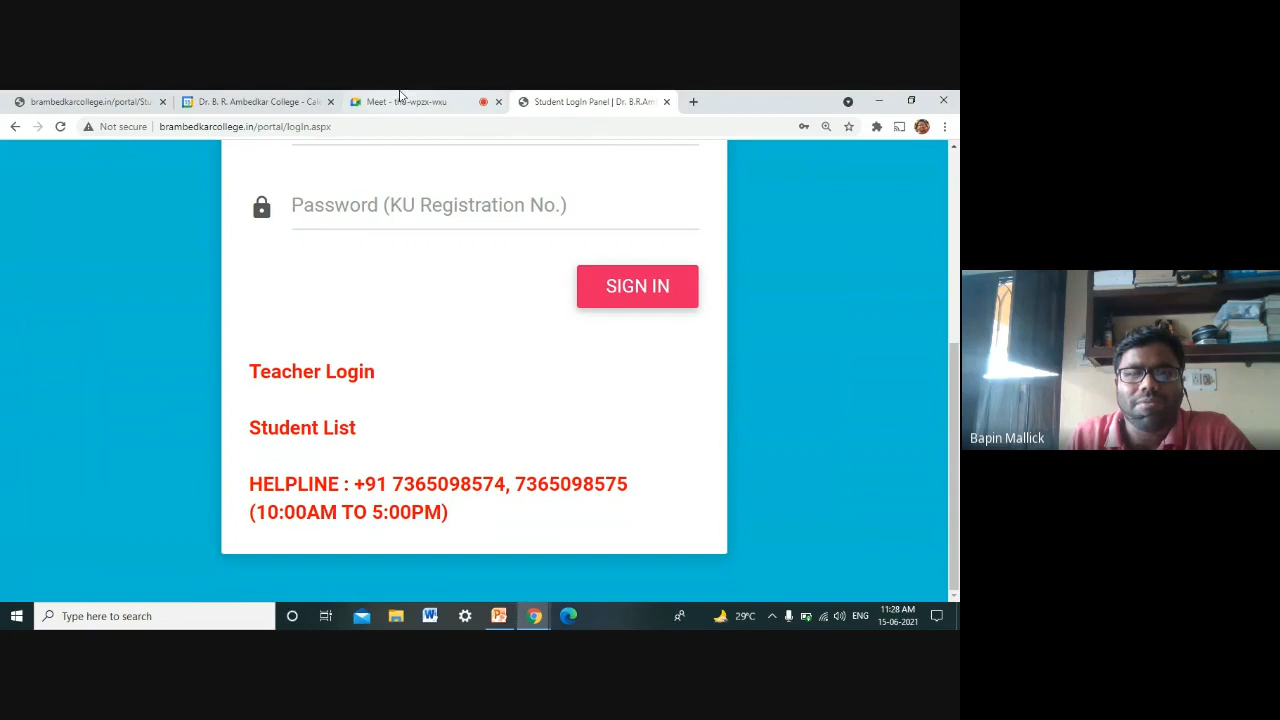 brambedkarcollege.in/portal/Stu
Dr. B. R. Ambedkar College - Cale
Meet -
-wpzx-wxu
Student LogIn Panel | Dr. B.R.Am
Not secure
brambedkarcollege.in/portal/logIn.aspx
Password (KU Registration No.)
SIGN IN
Teacher Login
Student List
HELPLINE : +91 7365098574, 7365098575
(10:00AM TO 5:00PM)
Bapin Mallick
Type here to search
29°C
ENG
11:28 AM
15-06-2021